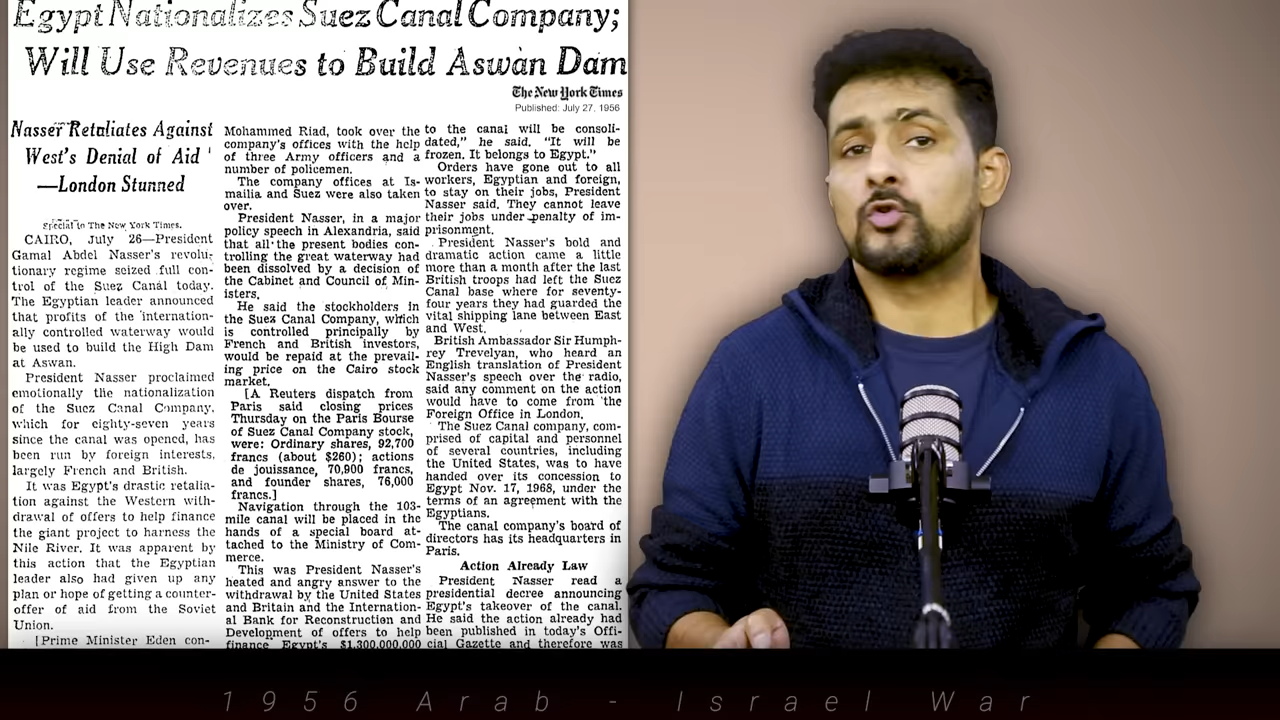 Egypt Nationalizes Suez Canal Company;
Will Use Revenues to Build Aswan Dam
The New York Times
Published: July 27, 1956
Nasser Retaliates Against
West's Denial of Aid
—London Stunned
Special to The New York Times.
CAIRO, July 26—President
Gamal Abdel Nasser's revolu-
tionary regime seized full con-
trol of the Suez Canal today.
The Egyptian leader announced
that profits of the internation-
ally controlled waterway would
be used to build the High Dam
at Aswan.
President Nasser proclaimed
emotionally the nationalization
of the Suez Canal Company,
which for eighty-seven years
since the canal was opened, has
been run by foreign interests,
largely French and British.
It was Egypt's drastic retalia-
tion against the Western with-
drawal of offers to help finance
the giant project to harness the
Nile River. It was apparent by
this action that the Egyptian
leader also had given up any
plan or hope of getting a counter-
offer of aid from the Soviet
Union.
[Prime Minister Eden con-
Mohammed Riad, took over the
company's offices with the help
of three Army officers and a
number of policemen.
The company offices at Is-
mailia and Suez were also taken
over.
President Nasser, in a major
policy speech in Alexandria, said
that all the present bodies con-
trolling the great waterway had
been dissolved by a decision of
the Cabinet and Council of Min-
isters.
He said the stockholders in
the Suez Canal Company, which
is controlled principally by
French and British investors,
would be repaid at the prevail-
ing price on the Cairo stock
market.
[A Reuters dispatch from
Paris said closing prices
Thursday on the Paris Bourse
of Suez Canal Company stock,
were: Ordinary shares, 92,700
francs (about $260); actions
de jouissance, 70,900 francs,
and founder shares, 76,000
francs.]
Navigation through the 103-
mile canal will be placed in the
hands of a special board at-
tached to the Ministry of Com-
merce.
This was President Nasser's
heated and angry answer to the
withdrawal by the United States
and Britain and the Internation-
al Bank for Reconstruction and
Development of offers to help
finance Egypt's $1,300,000,000
to the canal will be consoli-
dated," he said. "It will be
frozen. It belongs to Egypt."
Orders have gone out to all
workers, Egyptian and foreign,
to stay on their jobs, President
Nasser said. They cannot leave
their jobs under penalty of im-
prisonment.
President Nasser's bold and
dramatic action came a little
more than a month after the last
British troops had left the Suez
Canal base where for seventy-
four years they had guarded the
vital shipping lane between East
and West.
British Ambassador Sir Humph-
rey Trevelyan, who heard an
English translation of President
Nasser's speech over the radio,
said any comment on the action
would have to come from the
Foreign Office in London.
The Suez Canal company, com-
prised of capital and personnel
of several countries, including
the United States, was to have
handed over its concession to
Egypt Nov. 17, 1968, under the
terms of an agreement with the
Egyptians.
The canal company's board of
directors has its headquarters in
Paris.
Action Already Law
President Nasser read a
presidential decree announcing
Egypt's takeover of the canal.
He said the action already had
been published in today's Offi-
cial Gazette and therefore was
1956 Arab - Israel War